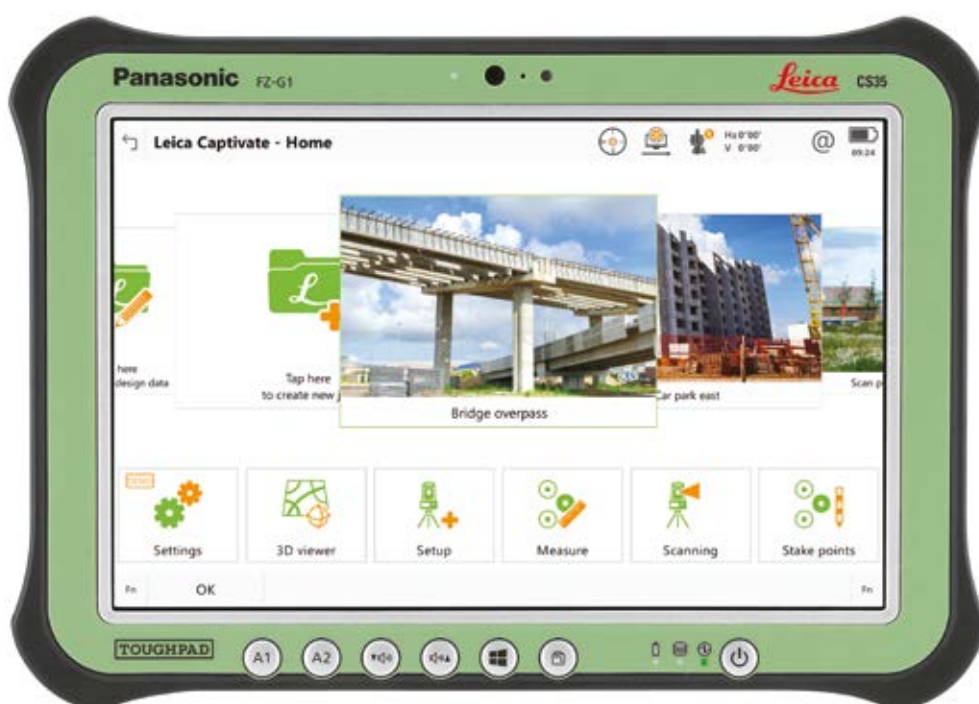 Panasonic FZ-G1
Leica CS35
Leica Captivate - Home
Hz 0°00'
V 0°00'
@
09:24
here
design data
Tap here
to create new j
Bridge overpass
Car park east
Scan p
DEMO
Settings
3D viewer
Setup
Measure
Scanning
Stake points
Fn OK Fn
TOUGHPAD
A1 A2